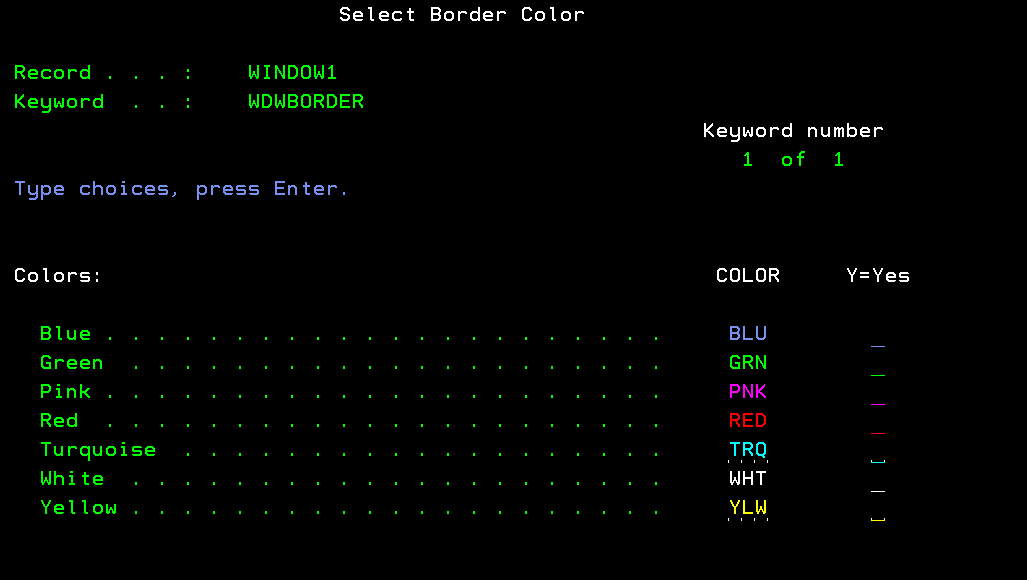 Select Border Color
Record . . . :    WINDOW1
Keyword  . . :    WDWBORDER
Keyword number
1  of  1
Type choices, press Enter.
Colors:    COLOR    Y=Yes
Blue . . . . . . . . . . . . . . . . . . . . . .    BLU    _
Green  . . . . . . . . . . . . . . . . . . . . .    GRN    _
Pink . . . . . . . . . . . . . . . . . . . . . .    PNK    _
Red  . . . . . . . . . . . . . . . . . . . . . .    RED    _
Turquoise  . . . . . . . . . . . . . . . . . . .    TRQ    _
White  . . . . . . . . . . . . . . . . . . . . .    WHT    _
Yellow . . . . . . . . . . . . . . . . . . . . .    YLW    _